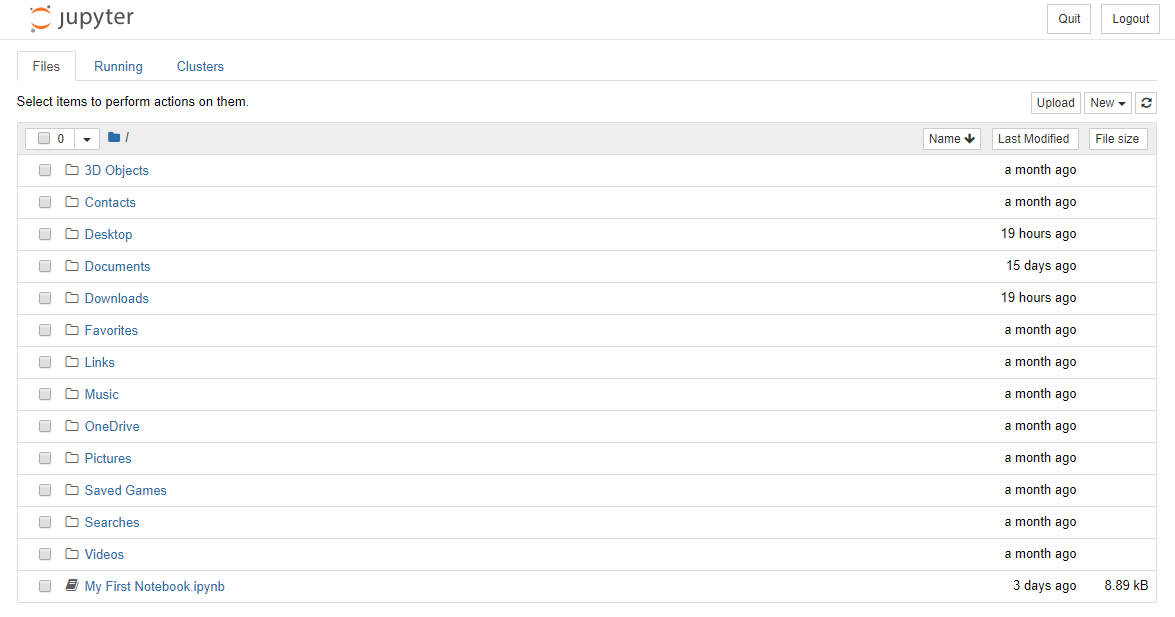 jupyter
Quit Logout
Files Running Clusters
Select items to perform actions on them.
Upload New
0 / Name Last Modified File size
3D Objects a month ago
Contacts a month ago
Desktop 19 hours ago
Documents 15 days ago
Downloads 19 hours ago
Favorites a month ago
Links a month ago
Music a month ago
OneDrive a month ago
Pictures a month ago
Saved Games a month ago
Searches a month ago
Videos a month ago
My First Notebook.ipynb 3 days ago 8.89 kB